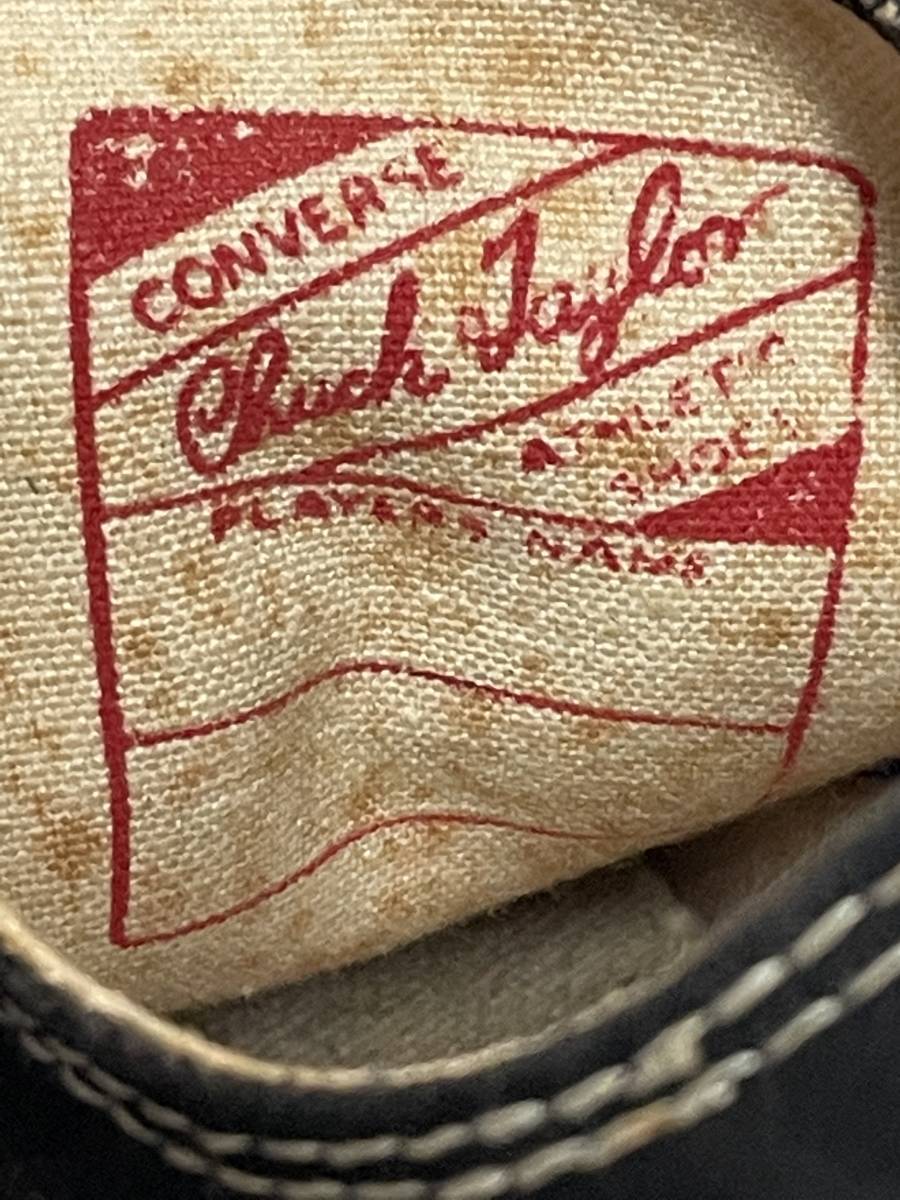 CONVERSE
Chuck Taylor
ATHLETIC
SHOES
PLAYERS NAME